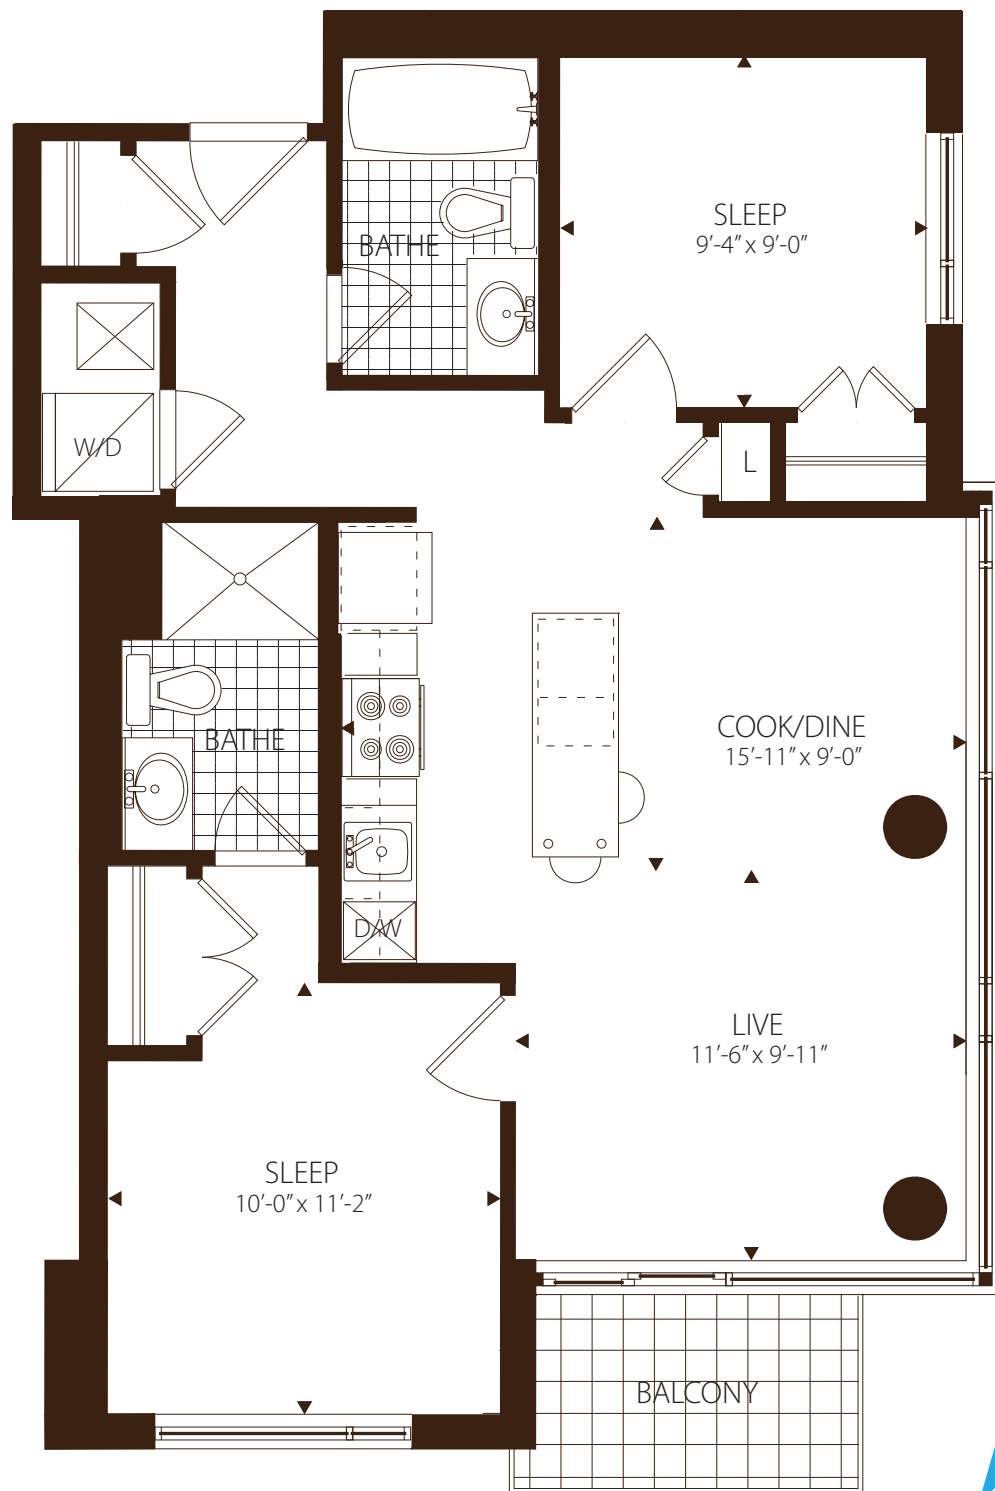 SLEEP
9'-4" x 9'-0"
BATHE
W/D
L
COOK/DINE
15'-11" x 9'-0"
BATHE
D/W
LIVE
11'-6" x 9'-11"
SLEEP
10'-0" x 11'-2"
BALCONY